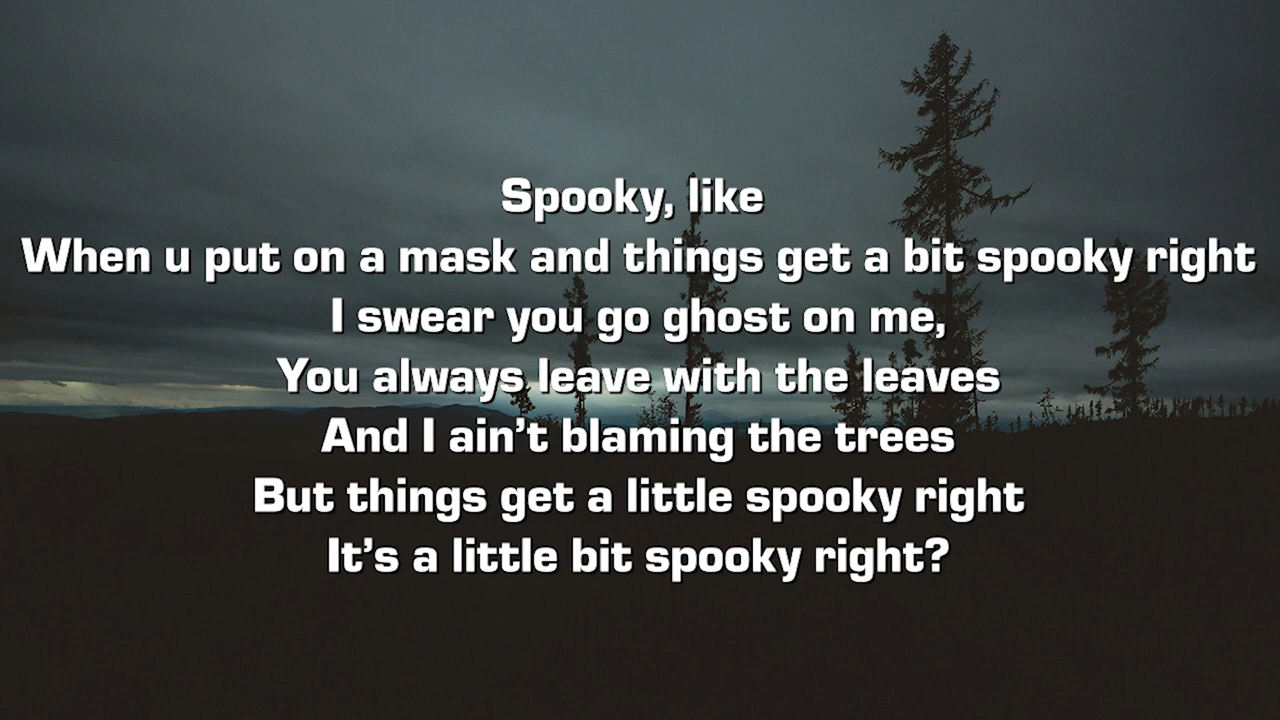 Spooky, like
When u put on a mask and things get a bit spooky right
I swear you go ghost on me,
You always leave with the leaves
And I ain’t blaming the trees
But things get a little spooky right
It’s a little bit spooky right?